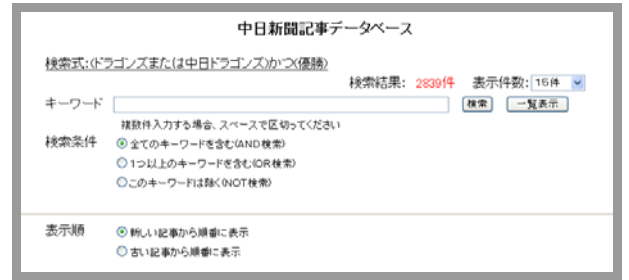 中日新聞記事データベース
検索式:(ドラゴンズまたは中日ドラゴンズ)かつ(優勝)
検索結果: 2839件 表示件数: 15件
キーワード 検索 一覧表示
複数件入力する場合、スペースで区切ってください
検索条件 全てのキーワードを含む(AND検索)
1つ以上のキーワードを含む(OR検索)
このキーワードは除く(NOT検索)
表示順 新しい記事から順番に表示
古い記事から順番に表示